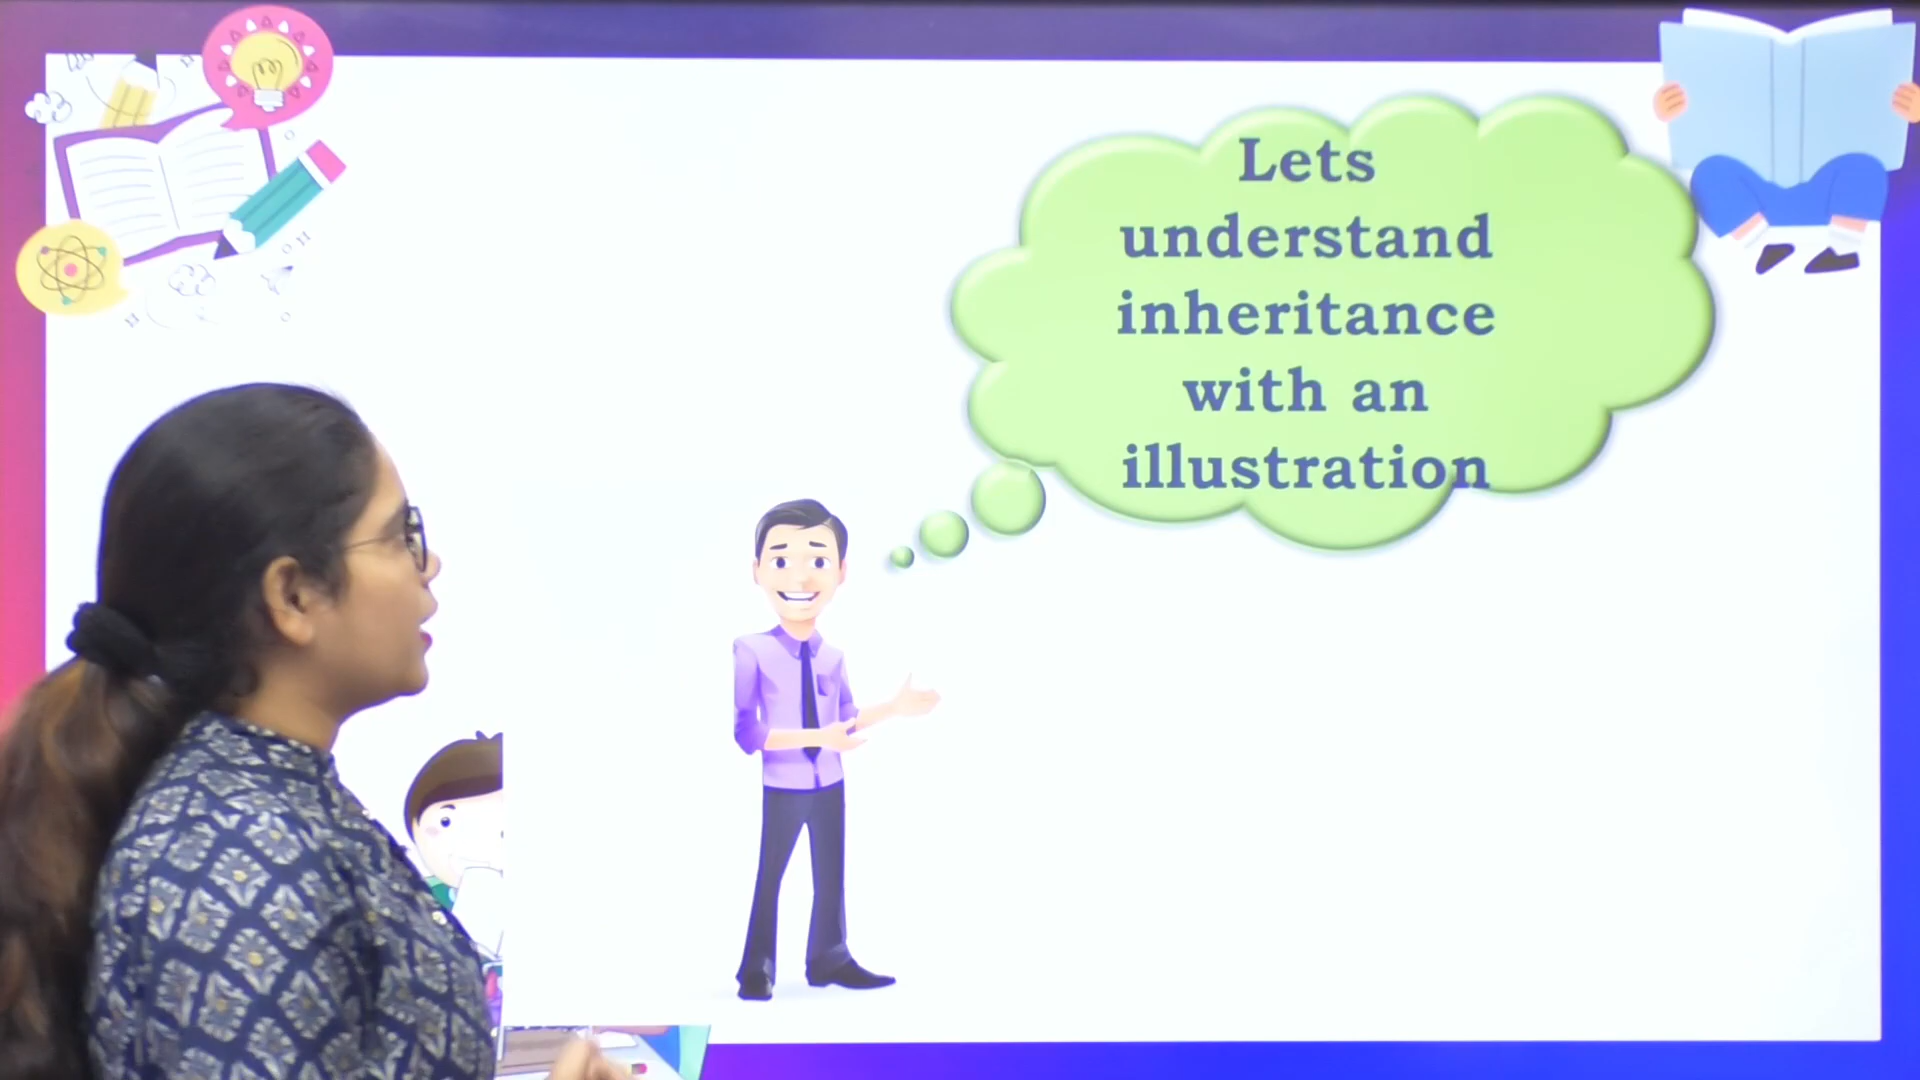 Lets
understand
inheritance
with an
illustration